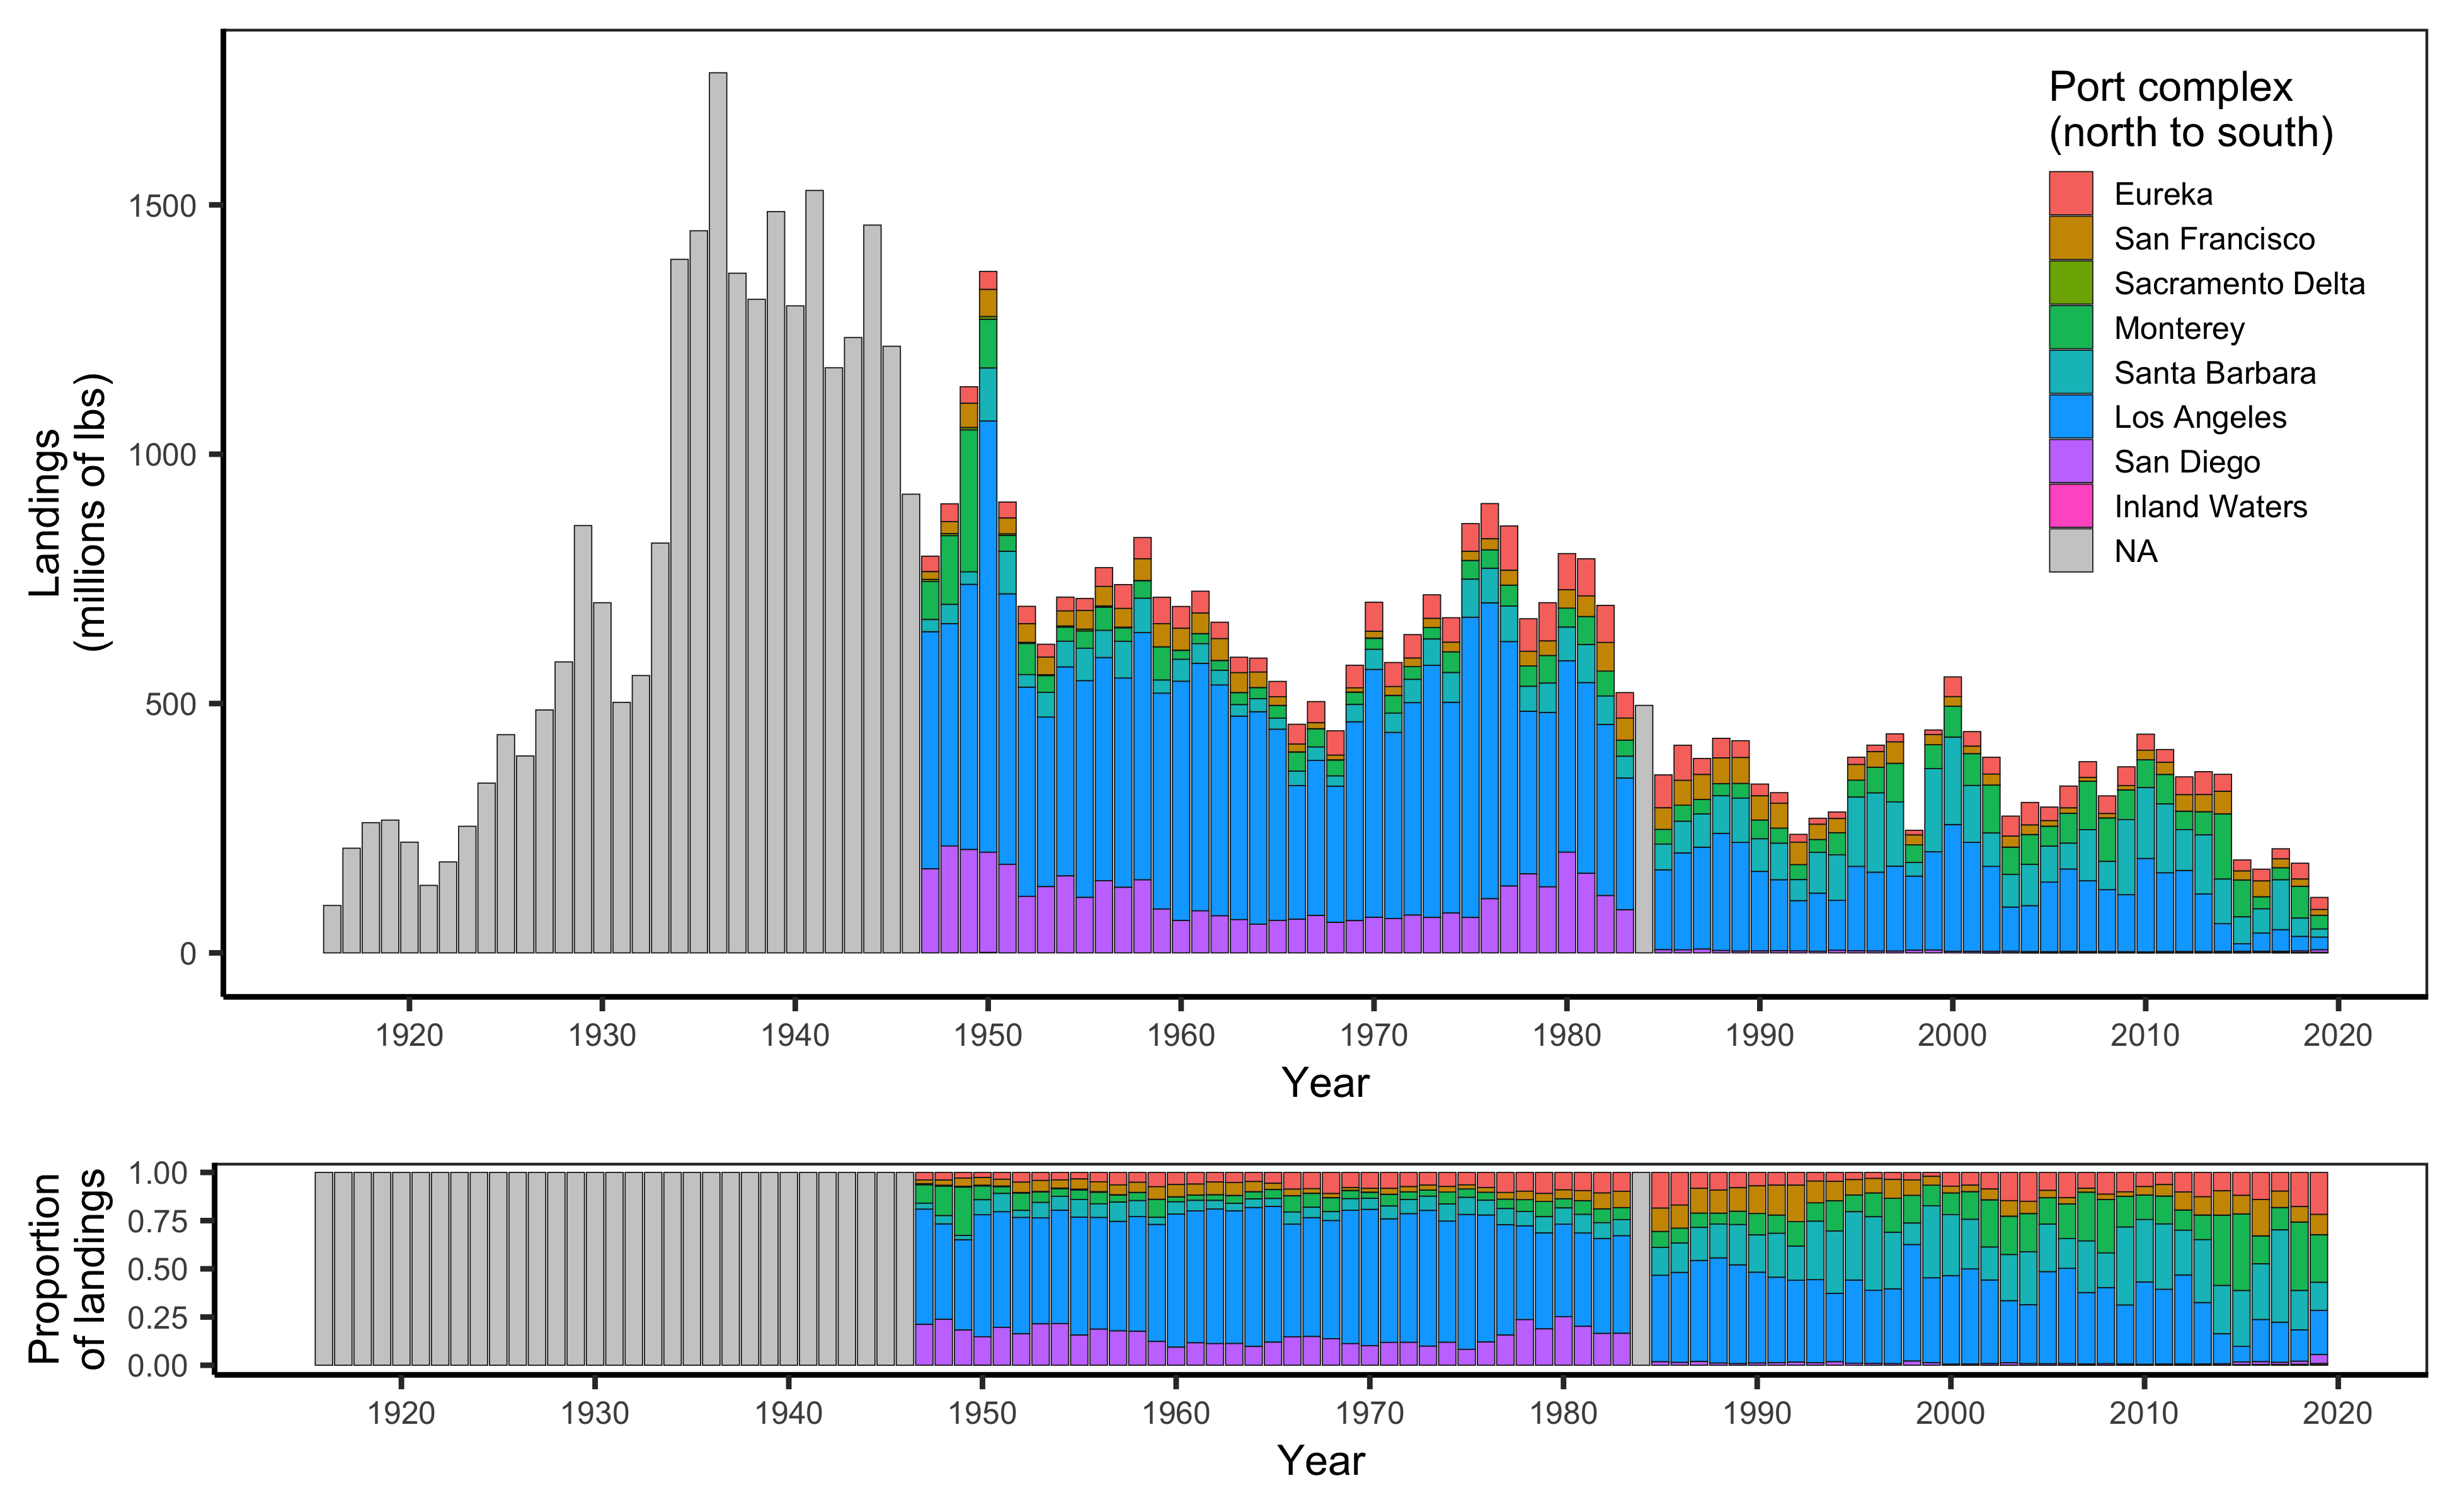 Landings
(millions of lbs)
1500
1000
500
0
Port complex
(north to south)
Eureka
San Francisco
Sacramento Delta
Monterey
Santa Barbara
Los Angeles
San Diego
Inland Waters
NA
1920 1930 1940 1950 1960 1970 1980 1990 2000 2010 2020
Year
Proportion
of landings
1.00
0.75
0.50
0.25
0.00
1920 1930 1940 1950 1960 1970 1980 1990 2000 2010 2020
Year